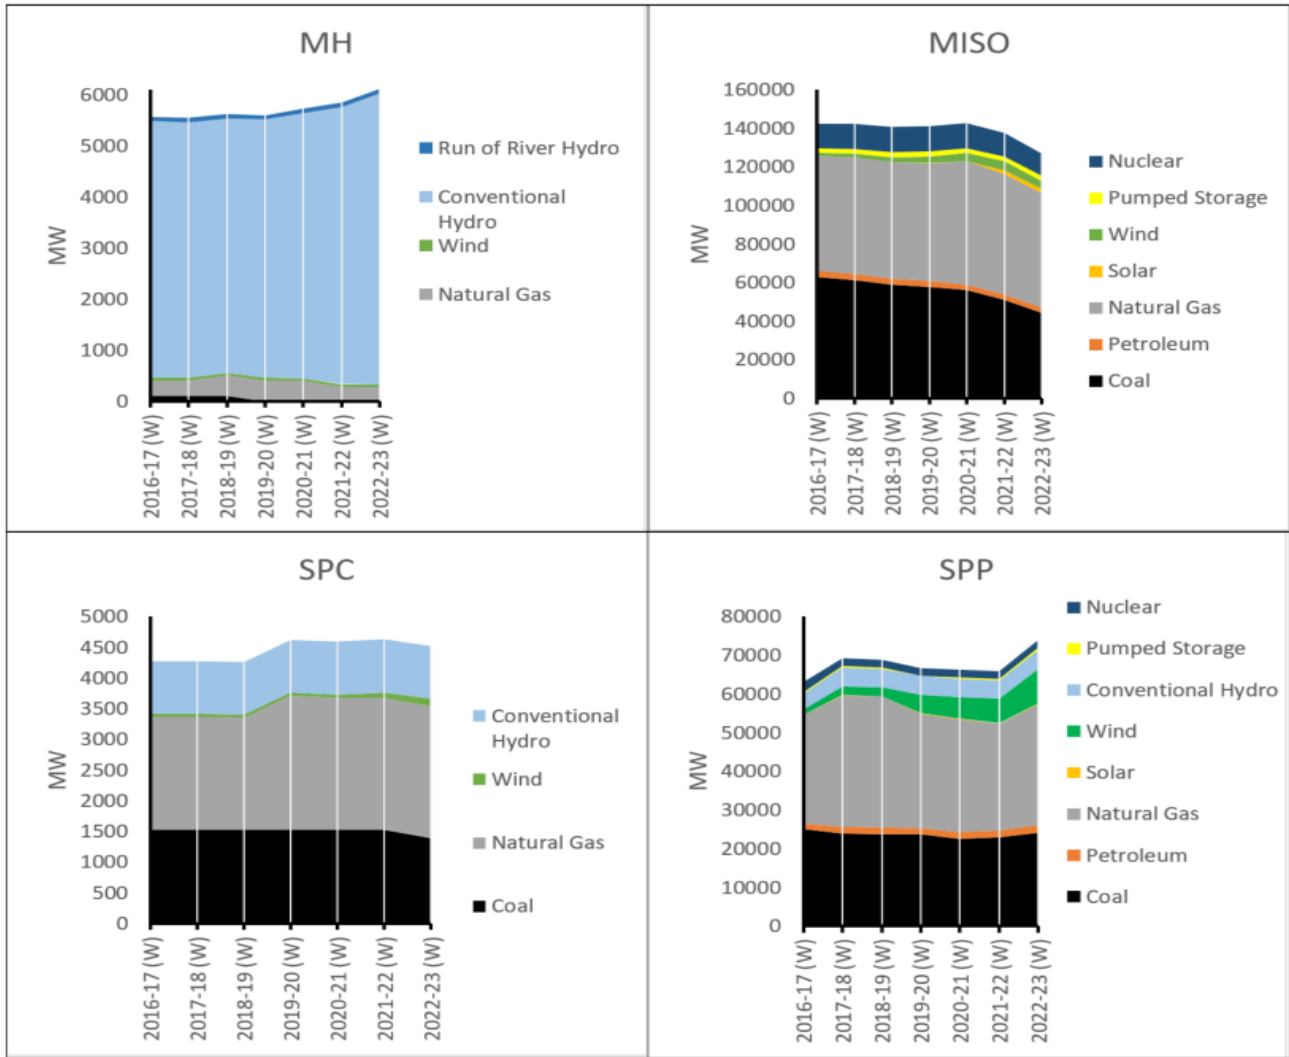 MH
MW
6000
5000
4000
3000
2000
1000
0
2016-17 (W)
2017-18 (W)
2018-19 (W)
2019-20 (W)
2020-21 (W)
2021-22 (W)
2022-23 (W)
Run of River Hydro
Conventional
Hydro
Wind
Natural Gas
MISO
MW
160000
140000
120000
100000
80000
60000
40000
20000
0
2016-17 (W)
2017-18 (W)
2018-19 (W)
2019-20 (W)
2020-21 (W)
2021-22 (W)
2022-23 (W)
Nuclear
Pumped Storage
Wind
Solar
Natural Gas
Petroleum
Coal
SPC
MW
5000
4500
4000
3500
3000
2500
2000
1500
1000
500
0
2016-17 (W)
2017-18 (W)
2018-19 (W)
2019-20 (W)
2020-21 (W)
2021-22 (W)
2022-23 (W)
Conventional
Hydro
Wind
Natural Gas
Coal
SPP
MW
80000
70000
60000
50000
40000
30000
20000
10000
0
2016-17 (W)
2017-18 (W)
2018-19 (W)
2019-20 (W)
2020-21 (W)
2021-22 (W)
2022-23 (W)
Nuclear
Pumped Storage
Conventional Hydro
Wind
Solar
Natural Gas
Petroleum
Coal